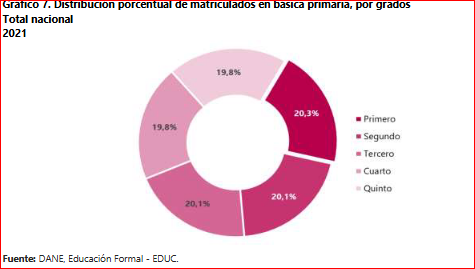 Gráfico 7. Distribución porcentual de matriculados en básica primaria, por grados
Total nacional
2021
19,8%
20,3%
19,8%
20,1%
20,1%
Primero
Segundo
Tercero
Cuarto
Quinto
Fuente: DANE, Educación Formal - EDUC.